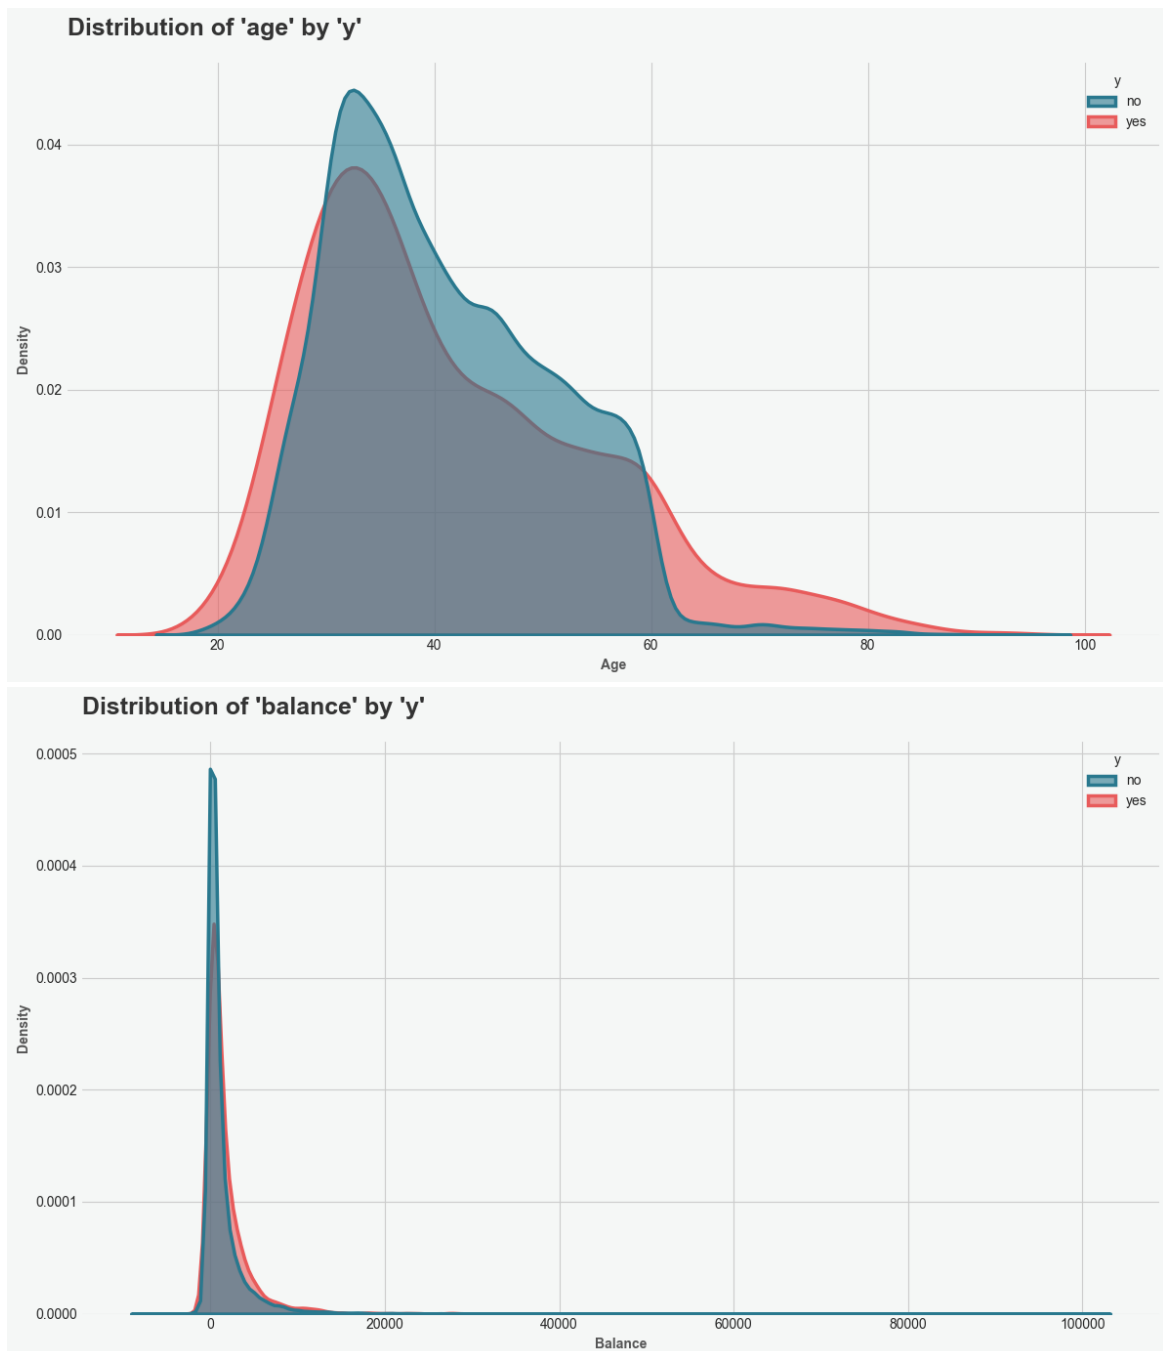 Distribution of 'age' by 'y'
y
no
yes
0.04
0.03
Density
0.02
0.01
0.00
20 40 60 80 100
Age
Distribution of 'balance' by 'y'
0.0005
y
no
yes
0.0004
0.0003
Density
0.0002
0.0001
0.0000
0 20000 40000 60000 80000 100000
Balance